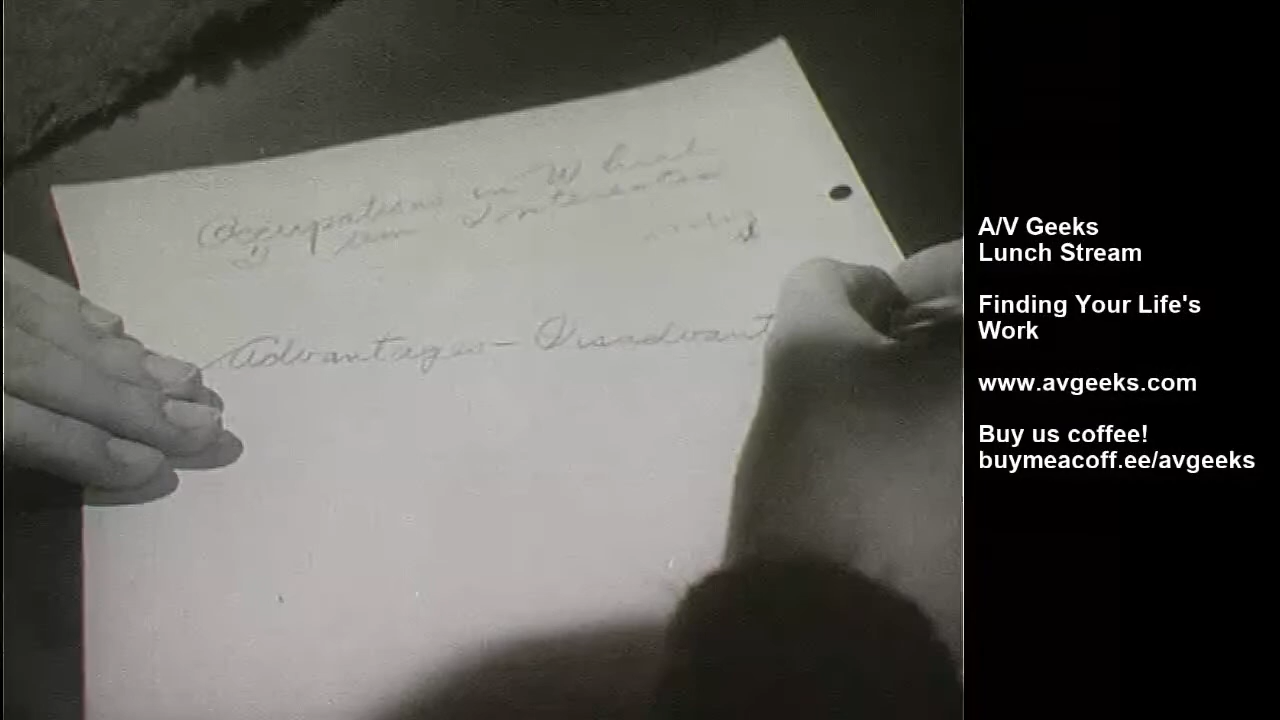 Occupations in Which
I am Interested
Advantages - Disadvant
A/V Geeks
Lunch Stream
Finding Your Life's
Work
www.avgeeks.com
Buy us coffee!
buymeacoff.ee/avgeeks